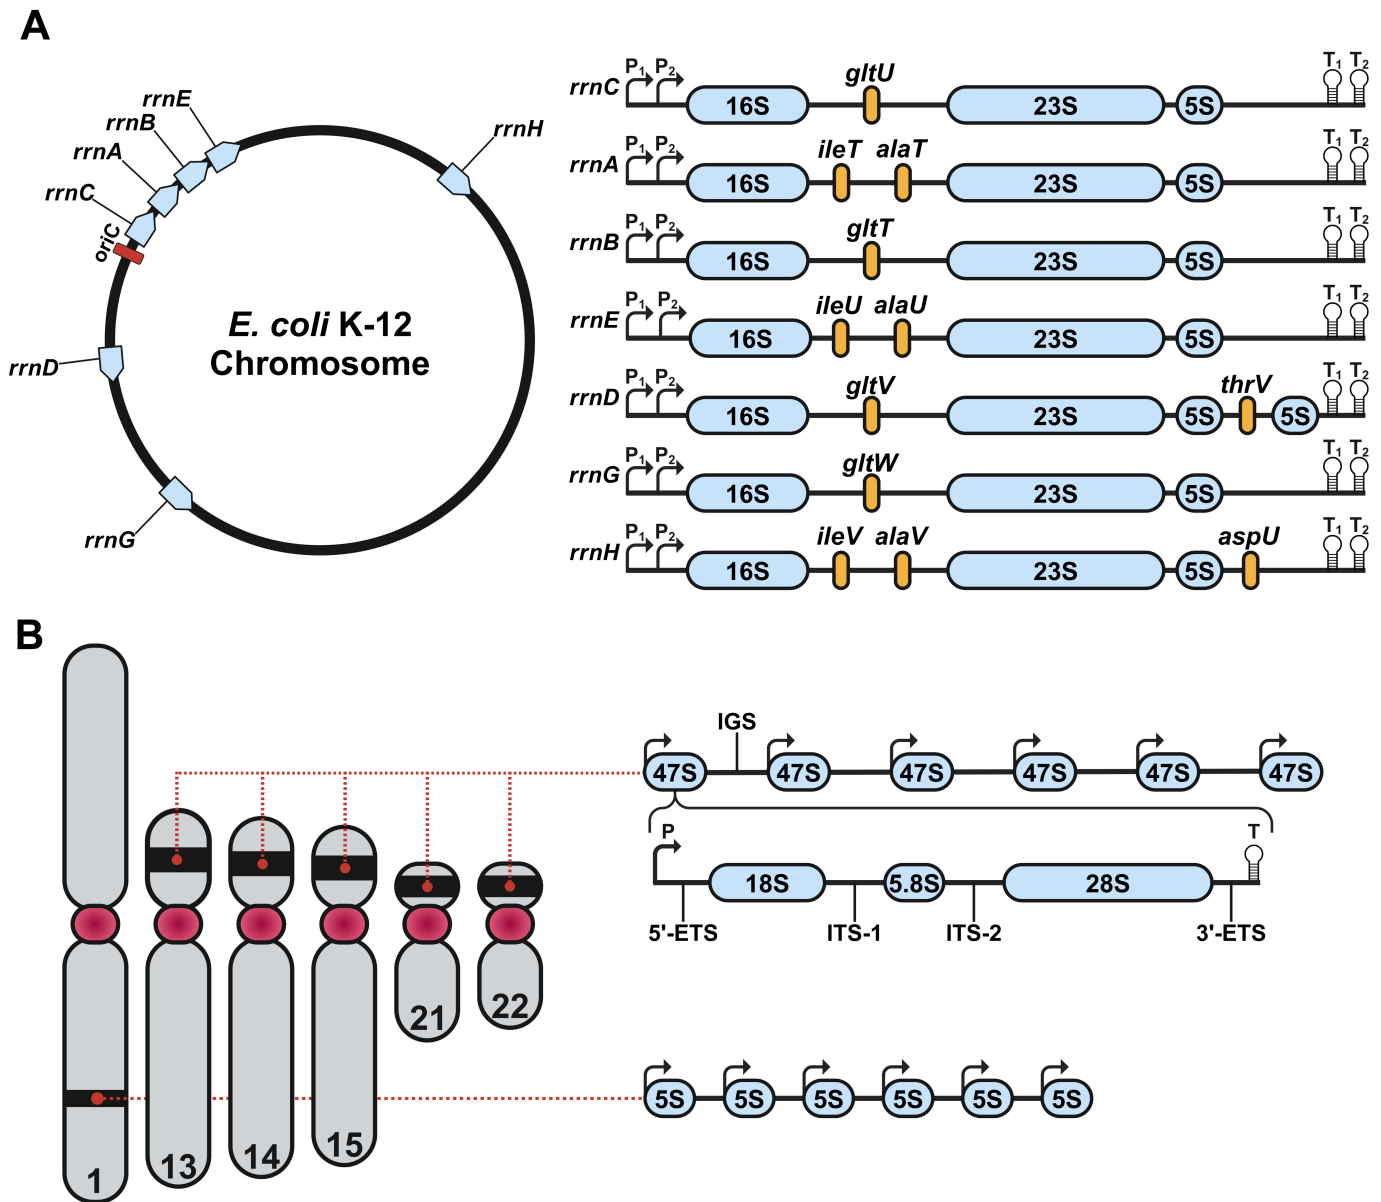 A
rrnE
rrnB
rrnA
rrnC
oriC
rrnH
rrnD
rrnG
E. coli K-12
Chromosome
rrnC P1 P2 16S gltU 23S 5S T1 T2
rrnA P1 P2 16S ileT alaT 23S 5S T1 T2
rrnB P1 P2 16S gltT 23S 5S T1 T2
rrnE P1 P2 16S ileU alaU 23S 5S T1 T2
rrnD P1 P2 16S gltV 23S 5S thrV 5S T1 T2
rrnG P1 P2 16S gltW 23S 5S T1 T2
rrnH P1 P2 16S ileV alaV 23S 5S aspU T1 T2
B
IGS
47S 47S 47S 47S 47S 47S
P T
18S 5.8S 28S
5'-ETS ITS-1 ITS-2 3'-ETS
1 13 14 15 21 22
5S 5S 5S 5S 5S 5S